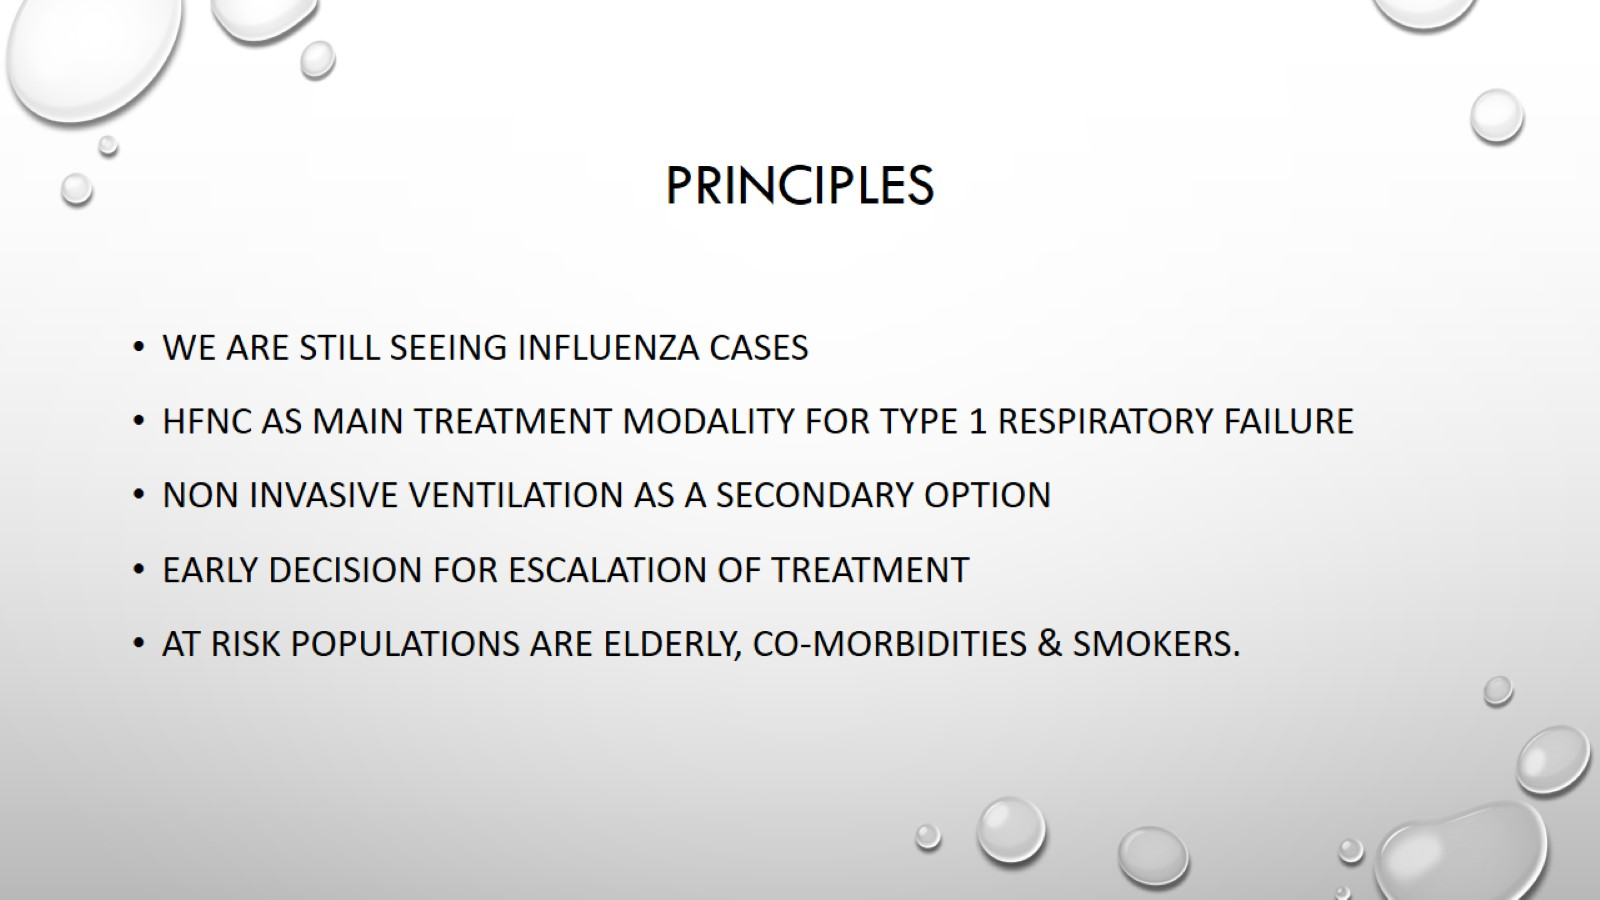 PRINCIPLES
• WE ARE STILL SEEING INFLUENZA CASES
• HFNC AS MAIN TREATMENT MODALITY FOR TYPE 1 RESPIRATORY FAILURE
• NON INVASIVE VENTILATION AS A SECONDARY OPTION
• EARLY DECISION FOR ESCALATION OF TREATMENT
• AT RISK POPULATIONS ARE ELDERLY, CO-MORBIDITIES & SMOKERS.